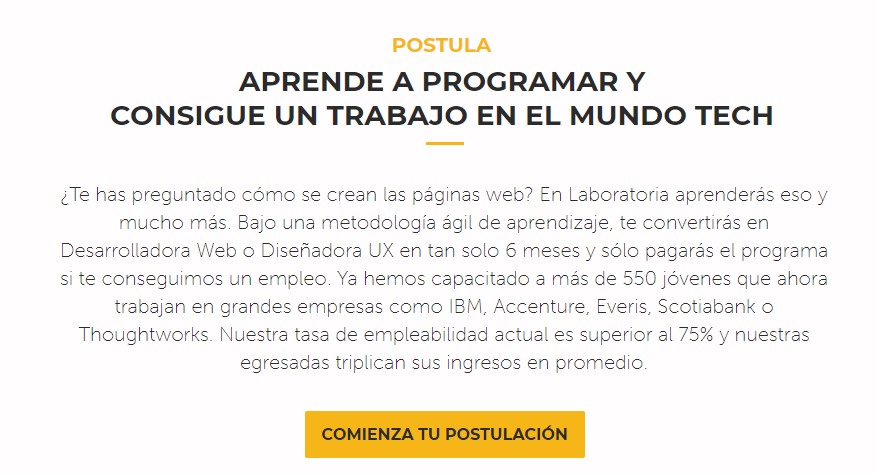 POSTULA
APRENDE A PROGRAMAR Y
CONSIGUE UN TRABAJO EN EL MUNDO TECH
¿Te has preguntado cómo se crean las páginas web? En Laboratoria aprenderás eso y
mucho más. Bajo una metodología ágil de aprendizaje, te convertirás en
Desarrolladora Web o Diseñadora UX en tan solo 6 meses y sólo pagarás el programa
si te conseguimos un empleo. Ya hemos capacitado a más de 550 jóvenes que ahora
trabajan en grandes empresas como IBM, Accenture, Everis, Scotiabank o
Thoughtworks. Nuestra tasa de empleabilidad actual es superior al 75% y nuestras
egresadas triplican sus ingresos en promedio.
COMIENZA TU POSTULACIÓN